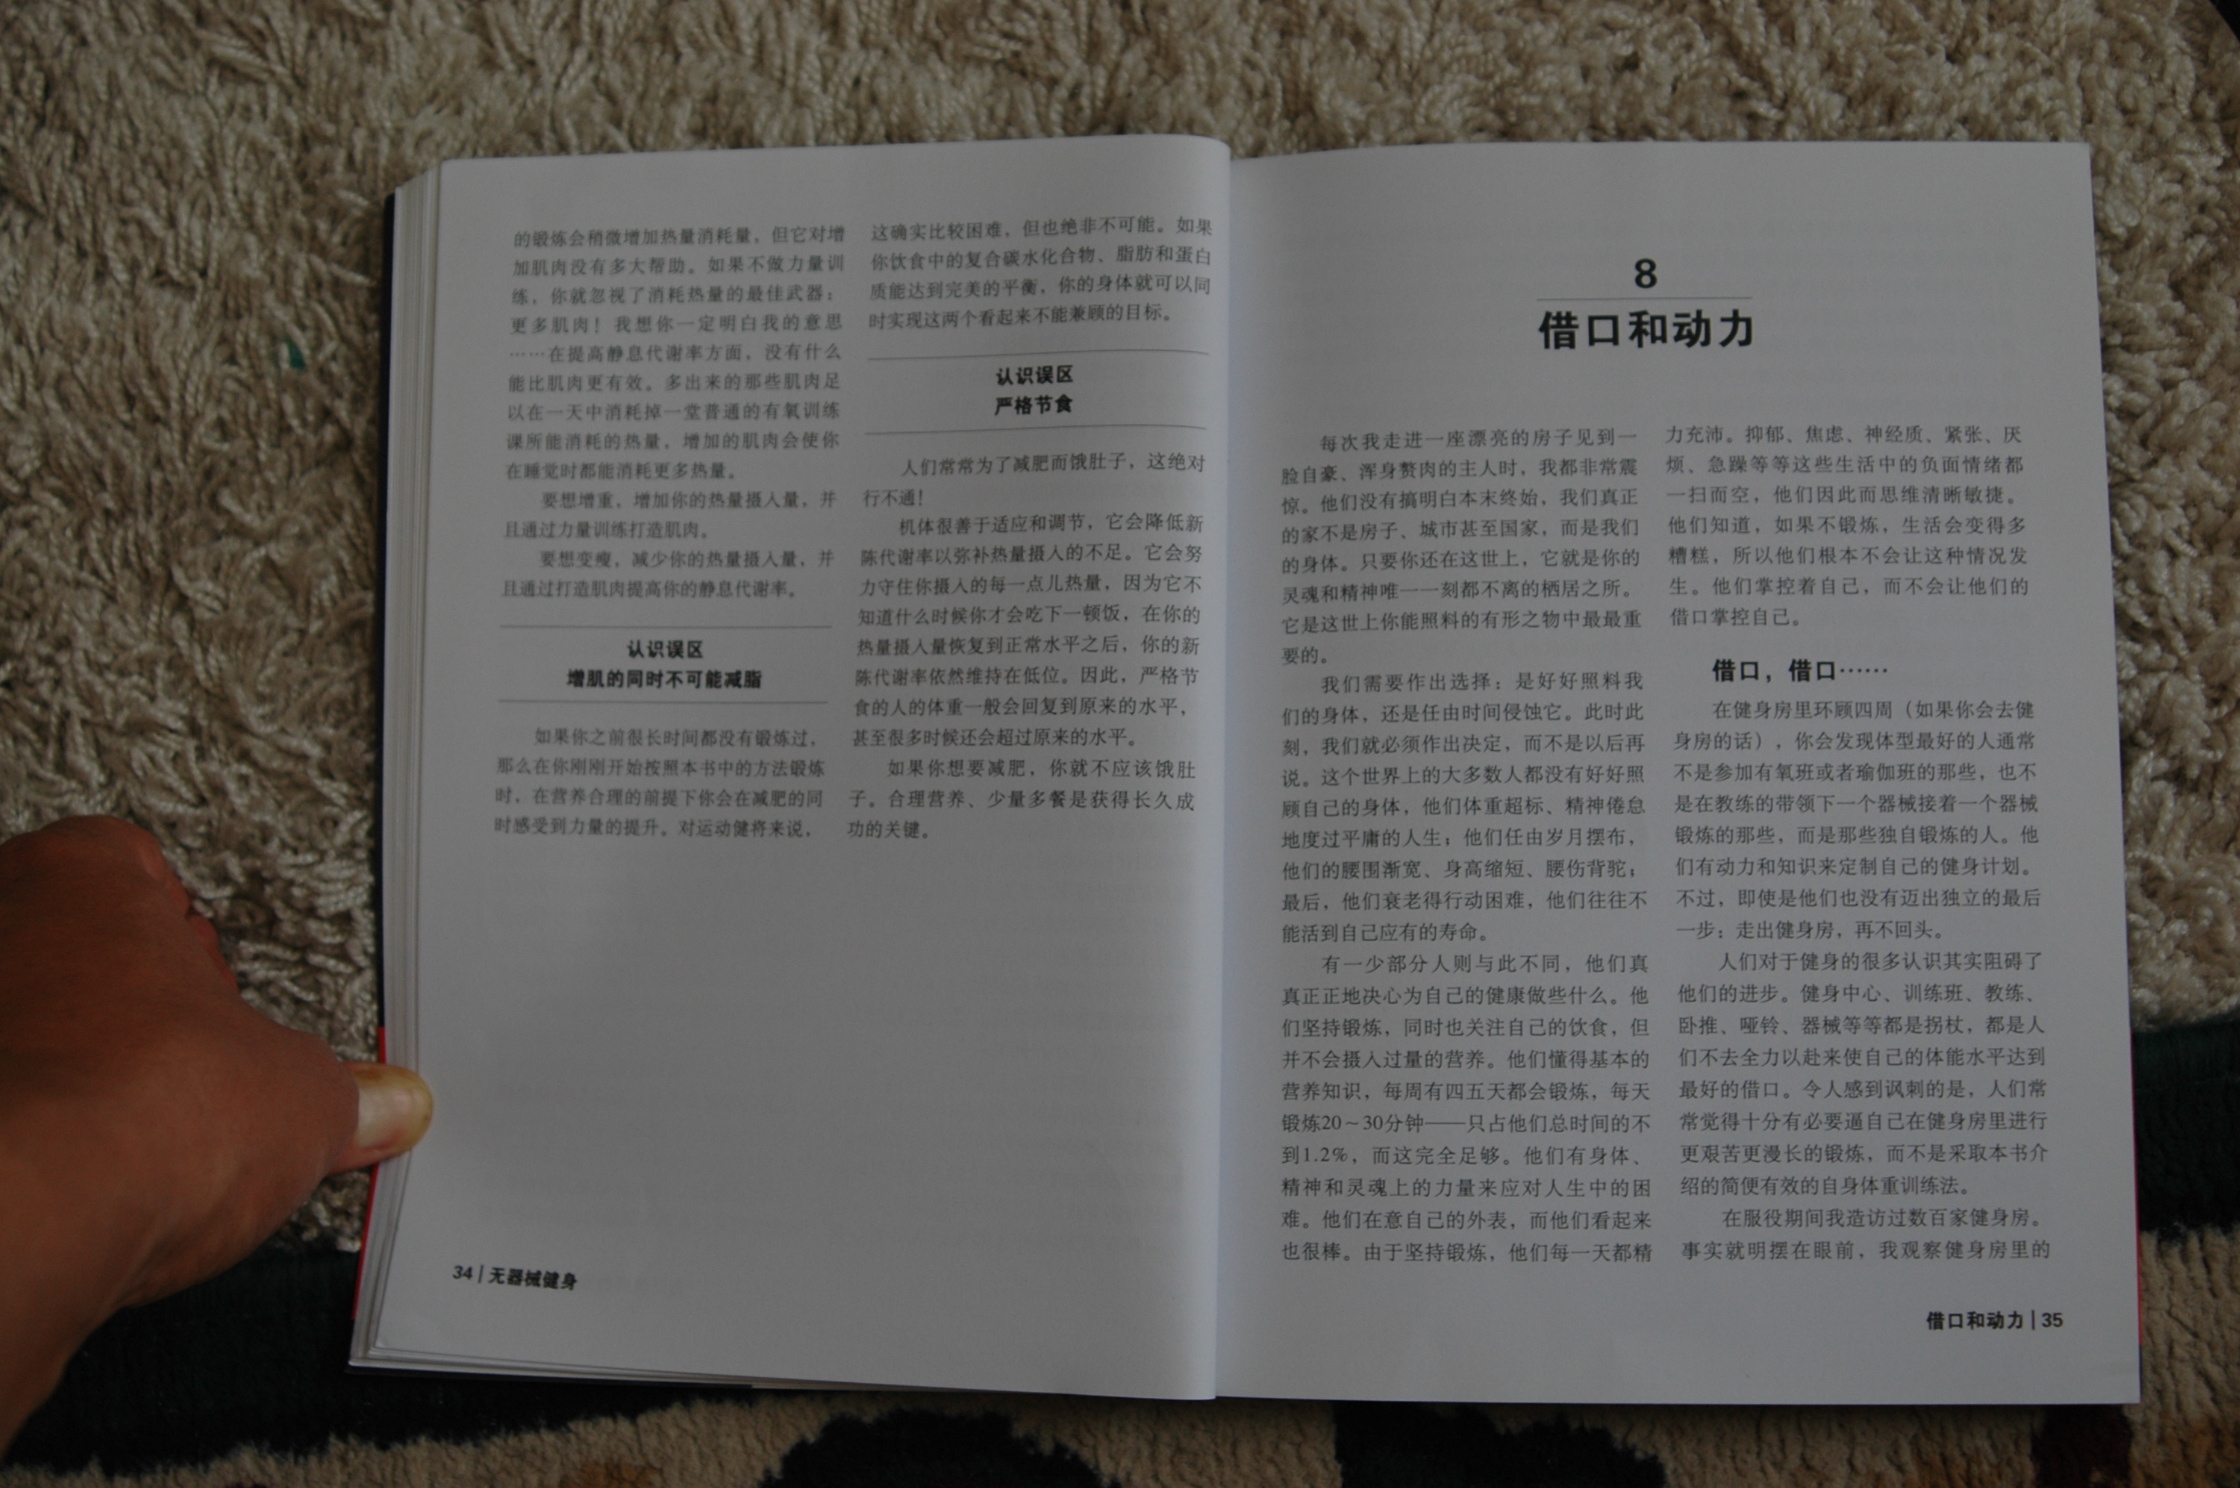 的锻炼会稍微增加热量消耗量，但它对增
加肌肉没有多大帮助。如果不做力量训
练，你就忽视了消耗热量的最佳武器：
更多肌肉！我想你一定明白我的意思
……在提高静息代谢率方面，没有什么
能比肌肉更有效。多出来的那些肌肉足
以在一天中消耗掉一堂普通的有氧训练
课所能消耗的热量，增加的肌肉会使你
在睡觉时都能消耗更多热量。
要想增重，增加你的热量摄入量，并
且通过力量训练打造肌肉。
要想变瘦，减少你的热量摄入量，并
且通过打造肌肉提高你的静息代谢率。
认识误区
增肌的同时不可能减脂
如果你之前很长时间都没有锻炼过，
那么在你刚刚开始按照本书中的方法锻炼
时，在营养合理的前提下你会在减肥的同
时感受到力量的提升。对运动健将来说，
这确实比较困难，但也绝非不可能。如果
你饮食中的复合碳水化合物、脂肪和蛋白
质能达到完美的平衡，你的身体就可以同
时实现这两个看起来不能兼顾的目标。
认识误区
严格节食
人们常常为了减肥而饿肚子，这绝对
行不通！
机体很善于适应和调节，它会降低新
陈代谢率以弥补热量摄入的不足。它会努
力守住你摄入的每一点儿热量，因为它不
知道什么时候你才会吃下一顿饭，在你的
热量摄入量恢复到正常水平之后，你的新
陈代谢率依然维持在低位。因此，严格节
食的人的体重一般会回复到原来的水平，
甚至很多时候还会超过原来的水平。
如果你想要减肥，你就不应该饿肚
子。合理营养、少量多餐是获得长久成
功的关键。
34|无器械健身
8
借口和动力
每次我走进一座漂亮的房子见到一
脸自豪、浑身赘肉的主人时，我都非常震
惊。他们没有搞明白本末终始，我们真正
的家不是房子、城市甚至国家，而是我们
的身体。只要你还在这世上，它就是你的
灵魂和精神唯一一刻都不离的栖居之所。
它是这世上你能照料的有形之物中最最重
要的。
我们需要作出选择：是好好照料我
们的身体，还是任由时间侵蚀它。此时此
刻，我们就必须作出决定，而不是以后再
说。这个世界上的大多数人都没有好好照
顾自己的身体，他们体重超标、精神倦怠
地度过平庸的人生；他们任由岁月摆布，
他们的腰围渐宽、身高缩短、腰伤背驼；
最后，他们衰老得行动困难，他们往往不
能活到自己应有的寿命。
有一少部分人则与此不同，他们真
真正正地决心为自己的健康做些什么。他
们坚持锻炼，同时也关注自己的饮食，但
并不会摄入过量的营养。他们懂得基本的
营养知识，每周有四五天都会锻炼，每天
锻炼20～30分钟——只占他们总时间的不
到1.2%，而这完全足够。他们有身体、
精神和灵魂上的力量来应对人生中的困
难。他们在意自己的外表，而他们看起来
也很棒。由于坚持锻炼，他们每一天都精
力充沛。抑郁、焦虑、神经质、紧张、厌
烦、急躁等等这些生活中的负面情绪都
一扫而空，他们因此而思维清晰敏捷。
他们知道，如果不锻炼，生活会变得多
糟糕，所以他们根本不会让这种情况发
生。他们掌控着自己，而不会让他们的
借口掌控自己。
借口，借口……
在健身房里环顾四周（如果你会去健
身房的话），你会发现体型最好的人通常
不是参加有氧班或者瑜伽班的那些，也不
是在教练的带领下一个器械接着一个器械
锻炼的那些，而是那些独自锻炼的人。他
们有动力和知识来定制自己的健身计划。
不过，即使是他们也没有迈出独立的最后
一步：走出健身房，再不回头。
人们对于健身的很多认识其实阻碍了
他们的进步。健身中心、训练班、教练、
卧推、哑铃、器械等等都是拐杖，都是人
们不去全力以赴来使自己的体能水平达到
最好的借口。令人感到讽刺的是，人们常
常觉得十分有必要逼自己在健身房里进行
更艰苦更漫长的锻炼，而不是采取本书介
绍的简便有效的自身体重训练法。
在服役期间我造访过数百家健身房。
事实就明摆在眼前，我观察健身房里的
借口和动力|35